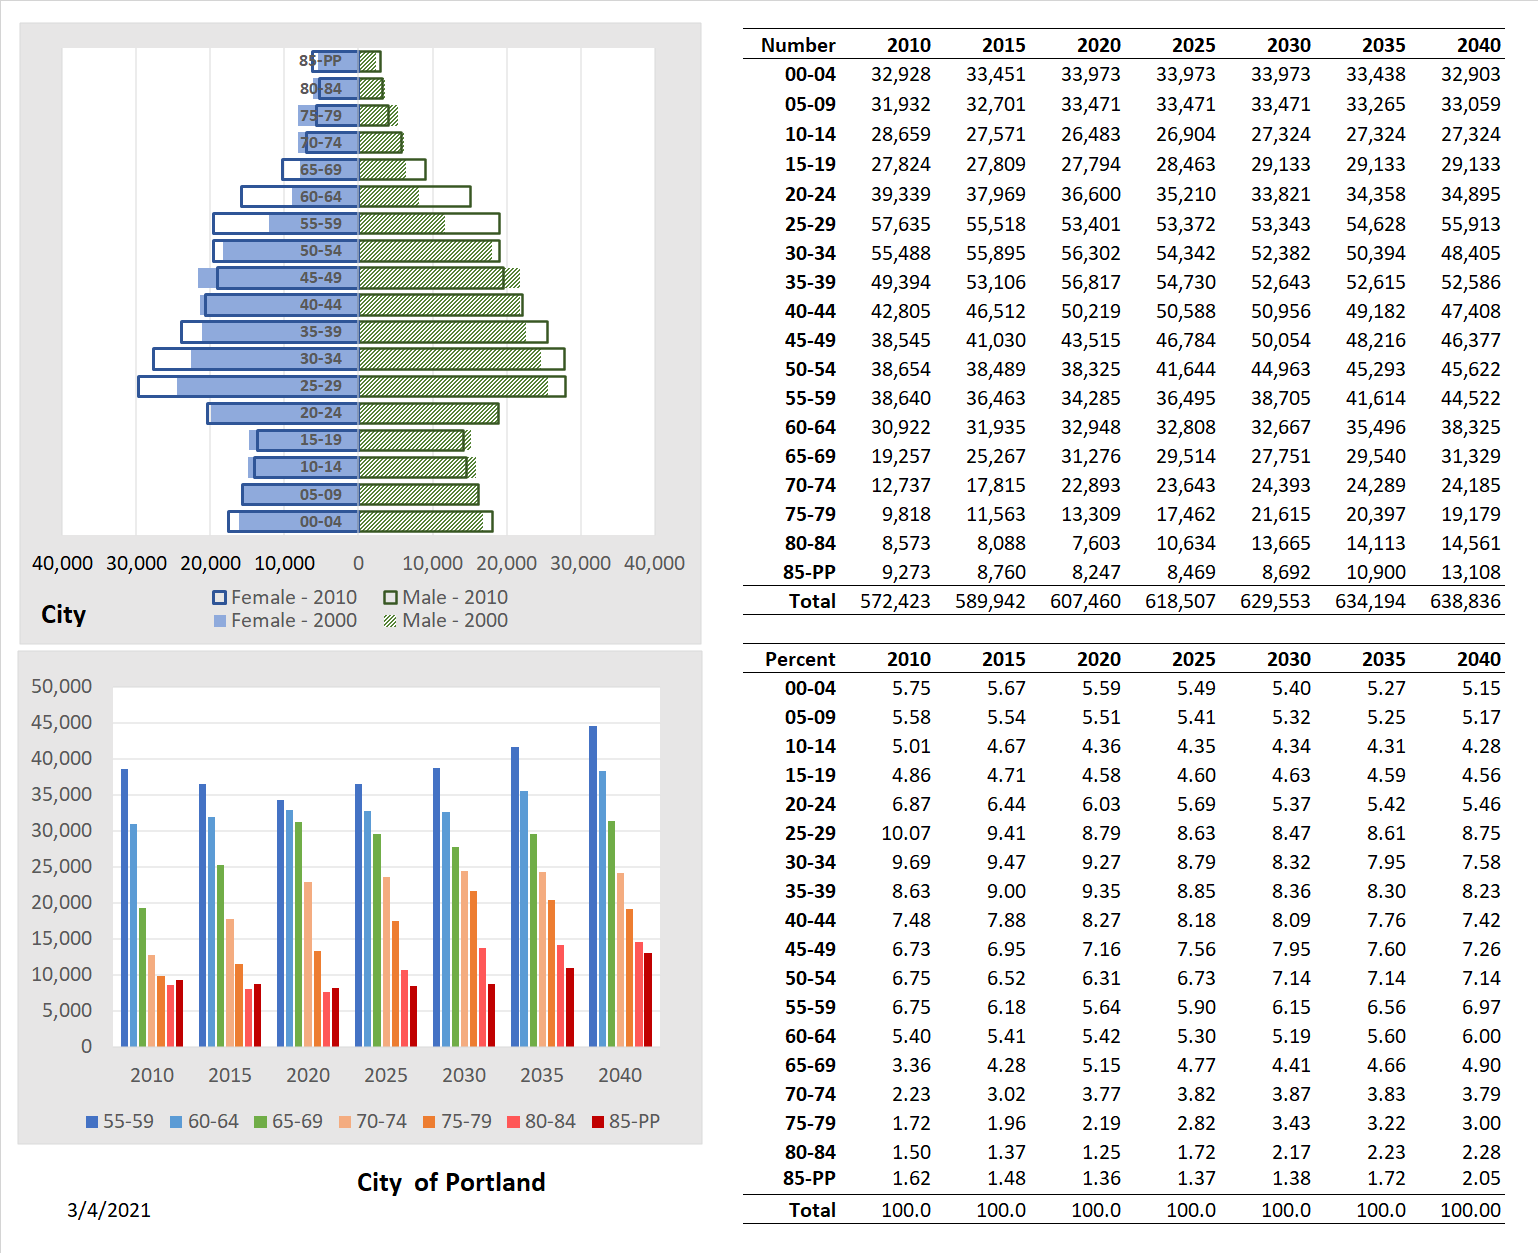 85-PP
80-84
75-79
70-74
65-69
60-64
55-59
50-54
45-49
40-44
35-39
30-34
25-29
20-24
15-19
10-14
05-09
00-04
40,000 30,000 20,000 10,000 0 10,000 20,000 30,000 40,000
Female - 2010 Male - 2010
Female - 2000 Male - 2000
City
50,000
45,000
40,000
35,000
30,000
25,000
20,000
15,000
10,000
5,000
0
2010 2015 2020 2025 2030 2035 2040
55-59 60-64 65-69 70-74 75-79 80-84 85-PP
City of Portland
3/4/2021
Number 2010 2015 2020 2025 2030 2035 2040
00-04 32,928 33,451 33,973 33,973 33,973 33,438 32,903
05-09 31,932 32,701 33,471 33,471 33,471 33,265 33,059
10-14 28,659 27,571 26,483 26,904 27,324 27,324 27,324
15-19 27,824 27,809 27,794 28,463 29,133 29,133 29,133
20-24 39,339 37,969 36,600 35,210 33,821 34,358 34,895
25-29 57,635 55,518 53,401 53,372 53,343 54,628 55,913
30-34 55,488 55,895 56,302 54,342 52,382 50,394 48,405
35-39 49,394 53,106 56,817 54,730 52,643 52,615 52,586
40-44 42,805 46,512 50,219 50,588 50,956 49,182 47,408
45-49 38,545 41,030 43,515 46,784 50,054 48,216 46,377
50-54 38,654 38,489 38,325 41,644 44,963 45,293 45,622
55-59 38,640 36,463 34,285 36,495 38,705 41,614 44,522
60-64 30,922 31,935 32,948 32,808 32,667 35,496 38,325
65-69 19,257 25,267 31,276 29,514 27,751 29,540 31,329
70-74 12,737 17,815 22,893 23,643 24,393 24,289 24,185
75-79 9,818 11,563 13,309 17,462 21,615 20,397 19,179
80-84 8,573 8,088 7,603 10,634 13,665 14,113 14,561
85-PP 9,273 8,760 8,247 8,469 8,692 10,900 13,108
Total 572,423 589,942 607,460 618,507 629,553 634,194 638,836
Percent 2010 2015 2020 2025 2030 2035 2040
00-04 5.75 5.67 5.59 5.49 5.40 5.27 5.15
05-09 5.58 5.54 5.51 5.41 5.32 5.25 5.17
10-14 5.01 4.67 4.36 4.35 4.34 4.31 4.28
15-19 4.86 4.71 4.58 4.60 4.63 4.59 4.56
20-24 6.87 6.44 6.03 5.69 5.37 5.42 5.46
25-29 10.07 9.41 8.79 8.63 8.47 8.61 8.75
30-34 9.69 9.47 9.27 8.79 8.32 7.95 7.58
35-39 8.63 9.00 9.35 8.85 8.36 8.30 8.23
40-44 7.48 7.88 8.27 8.18 8.09 7.76 7.42
45-49 6.73 6.95 7.16 7.56 7.95 7.60 7.26
50-54 6.75 6.52 6.31 6.73 7.14 7.14 7.14
55-59 6.75 6.18 5.64 5.90 6.15 6.56 6.97
60-64 5.40 5.41 5.42 5.30 5.19 5.60 6.00
65-69 3.36 4.28 5.15 4.77 4.41 4.66 4.90
70-74 2.23 3.02 3.77 3.82 3.87 3.83 3.79
75-79 1.72 1.96 2.19 2.82 3.43 3.22 3.00
80-84 1.50 1.37 1.25 1.72 2.17 2.23 2.28
85-PP 1.62 1.48 1.36 1.37 1.38 1.72 2.05
Total 100.0 100.0 100.0 100.0 100.0 100.0 100.00